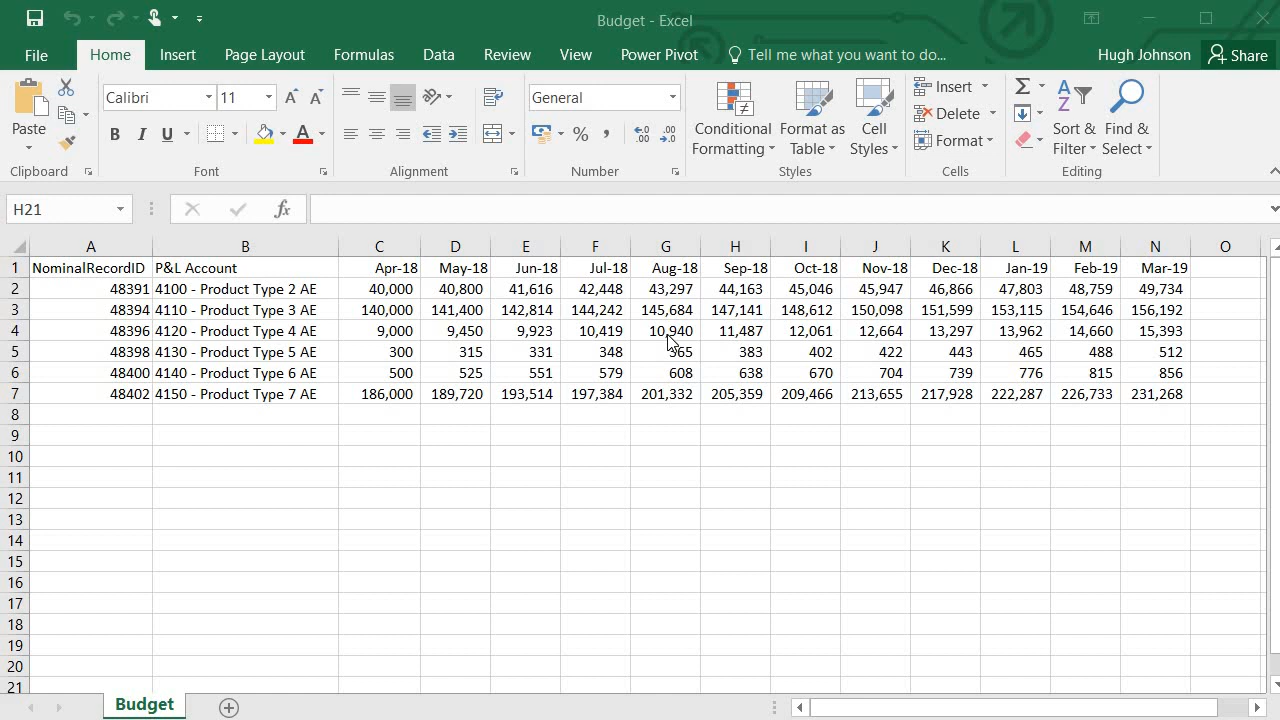 Budget - Excel
File Home Insert Page Layout Formulas Data Review View Power Pivot Tell me what you want to do... Hugh Johnson Share
Paste
Clipboard
Calibri 11
B I U A
Font
Alignment
General
% ,
Number
Conditional Formatting
Format as Table
Cell Styles
Styles
Insert
Delete
Format
Cells
Sort & Filter
Find & Select
Editing
H21 fx
A B C D E F G H I J K L M N O
1 NominalRecordID P&L Account Apr-18 May-18 Jun-18 Jul-18 Aug-18 Sep-18 Oct-18 Nov-18 Dec-18 Jan-19 Feb-19 Mar-19
2 48391 4100 - Product Type 2 AE 40,000 40,800 41,616 42,448 43,297 44,163 45,046 45,947 46,866 47,803 48,759 49,734
3 48394 4110 - Product Type 3 AE 140,000 141,400 142,814 144,242 145,684 147,141 148,612 150,098 151,599 153,115 154,646 156,192
4 48396 4120 - Product Type 4 AE 9,000 9,450 9,923 10,419 10,940 11,487 12,061 12,664 13,297 13,962 14,660 15,393
5 48398 4130 - Product Type 5 AE 300 315 331 348 365 383 402 422 443 465 488 512
6 48400 4140 - Product Type 6 AE 500 525 551 579 608 638 670 704 739 776 815 856
7 48402 4150 - Product Type 7 AE 186,000 189,720 193,514 197,384 201,332 205,359 209,466 213,655 217,928 222,287 226,733 231,268
8
9
10
11
12
13
14
15
16
17
18
19
20
21
Budget